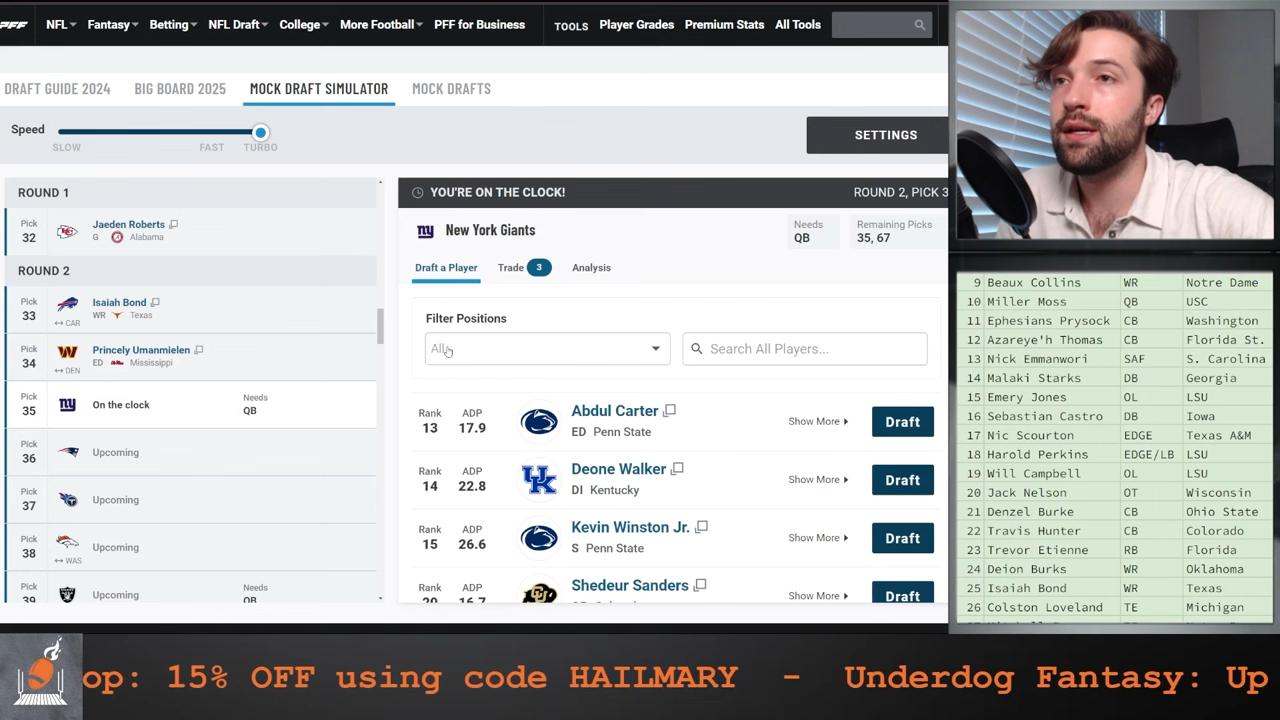 PFF NFL Fantasy Betting NFL Draft College More Football PFF for Business TOOLS Player Grades Premium Stats All Tools
DRAFT GUIDE 2024 BIG BOARD 2025 MOCK DRAFT SIMULATOR MOCK DRAFTS
Speed
SLOW FAST TURBO
SETTINGS
ROUND 1
Pick 32 Jaeden Roberts
G Alabama
ROUND 2
Pick 33 Isaiah Bond
↔ CAR WR Texas
Pick 34 Princely Umanmielen
↔ DEN ED Mississippi
Pick 35 On the clock Needs QB
Pick 36 Upcoming
Pick 37 Upcoming
Pick 38 Upcoming
↔ WAS
Pick 39 Upcoming Needs QB
YOU'RE ON THE CLOCK! ROUND 2, PICK 3
ny New York Giants
Needs QB
Remaining Picks 35, 67
Draft a Player Trade 3 Analysis
Filter Positions
All Search All Players...
Rank 13 ADP 17.9 Abdul Carter
ED Penn State Show More Draft
Rank 14 ADP 22.8 Deone Walker
DI Kentucky Show More Draft
Rank 15 ADP 26.6 Kevin Winston Jr.
S Penn State Show More Draft
Rank 20 ADP 16.7 Shedeur Sanders
Show More Draft
9 Beaux Collins WR Notre Dame
10 Miller Moss QB USC
11 Ephesians Prysock CB Washington
12 Azareye'h Thomas CB Florida St.
13 Nick Emmanwori SAF S. Carolina
14 Malaki Starks DB Georgia
15 Emery Jones OL LSU
16 Sebastian Castro DB Iowa
17 Nic Scourton EDGE Texas A&M
18 Harold Perkins EDGE/LB LSU
19 Will Campbell OL LSU
20 Jack Nelson OT Wisconsin
21 Denzel Burke CB Ohio State
22 Travis Hunter CB Colorado
23 Trevor Etienne RB Florida
24 Deion Burks WR Oklahoma
25 Isaiah Bond WR Texas
26 Colston Loveland TE Michigan
op: 15% OFF using code HAILMARY - Underdog Fantasy: Up